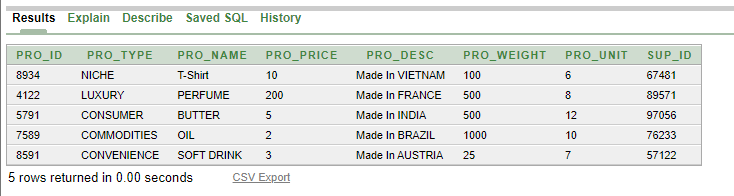 Results Explain Describe Saved SQL History
PRO_ID PRO_TYPE PRO_NAME PRO_PRICE PRO_DESC PRO_WEIGHT PRO_UNIT SUP_ID
8934 NICHE T-Shirt 10 Made In VIETNAM 100 6 67481
4122 LUXURY PERFUME 200 Made In FRANCE 500 8 89571
5791 CONSUMER BUTTER 5 Made In INDIA 500 12 97056
7589 COMMODITIES OIL 2 Made In BRAZIL 1000 10 76233
8591 CONVENIENCE SOFT DRINK 3 Made In AUSTRIA 25 7 57122
5 rows returned in 0.00 seconds CSV Export